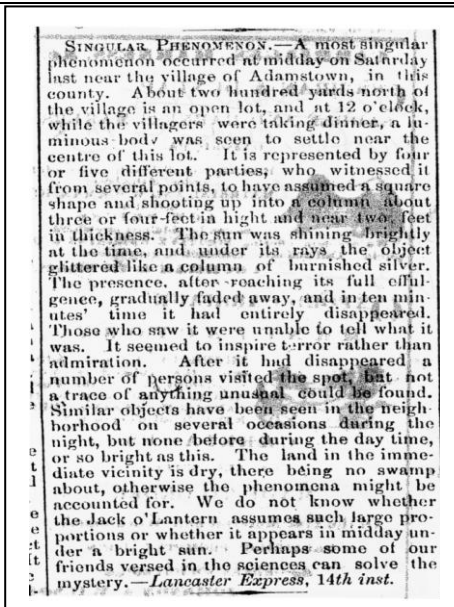 SINGULAR PHENOMENON.—A most singular
phenomenon occurred at midday on Saturday
last near the village of Adamstown, in this
county. About two hundred yards north of
the village is an open lot, and at 12 o'clock,
while the villagers were taking dinner, a lu-
minous body was seen to settle near the
centre of this lot. It is represented by four
or five different parties, who witnessed it
from several points, to have assumed a square
shape and shooting up into a column about
three or four feet in hight and near two feet
in thickness. The sun was shining brightly
at the time, and under its rays the object
glittered like a column of burnished silver.
The presence, after reaching its full efful-
gence, gradually faded away, and in ten min-
utes' time it had entirely disappeared.
Those who saw it were unable to tell what it
was. It seemed to inspire terror rather than
admiration. After it had disappeared a
number of persons visited the spot, but not
a trace of anything unusual could be found.
Similar objects have been seen in the neigh-
borhood on several occasions during the
night, but none before during the day time,
or so bright as this. The land in the imme-
diate vicinity is dry, there being no swamp
about, otherwise the phenomena might be
accounted for. We do not know whether
the Jack o'Lantern assumes such large pro-
portions or whether it appears in midday un-
der a bright sun. Perhaps some of our
friends versed in the sciences can solve the
mystery.—Lancaster Express, 14th inst.